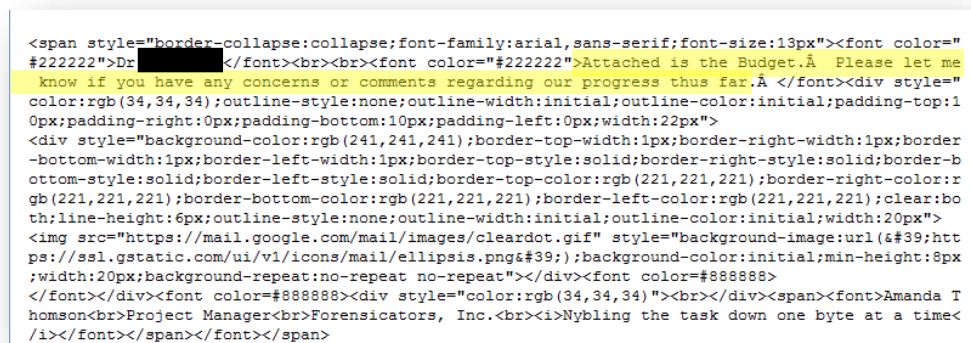 <span style="border-collapse:collapse;font-family:arial,sans-serif;font-size:13px"><font color="
#222222">Dr </font><br><br><font color="#222222">Attached is the Budget.Â  Please let me
 know if you have any concerns or comments regarding our progress thus far.Â </font><div style="
color:rgb(34,34,34);outline-style:none;outline-width:initial;outline-color:initial;padding-top:1
0px;padding-right:0px;padding-bottom:10px;padding-left:0px;width:22px">
<div style="background-color:rgb(241,241,241);border-top-width:1px;border-right-width:1px;border
-bottom-width:1px;border-left-width:1px;border-top-style:solid;border-right-style:solid;border-b
ottom-style:solid;border-left-style:solid;border-top-color:rgb(221,221,221);border-right-color:r
gb(221,221,221);border-bottom-color:rgb(221,221,221);border-left-color:rgb(221,221,221);clear:bo
th;line-height:6px;outline-style:none;outline-width:initial;outline-color:initial;width:20px">
<img src="https://mail.google.com/mail/images/cleardot.gif" style="background-image:url(&#39;htt
ps://ssl.gstatic.com/ui/v1/icons/mail/ellipsis.png&#39;);background-color:initial;min-height:8px
;width:20px;background-repeat:no-repeat no-repeat"></div><font color=#888888>
</font></div><font color=#888888><div style="color:rgb(34,34,34)"><br></div><span><font>Amanda T
homson<br>Project Manager<br>Forensicators, Inc.<br><i>Nybling the task down one byte at a time<
/i></font></span></font></span>